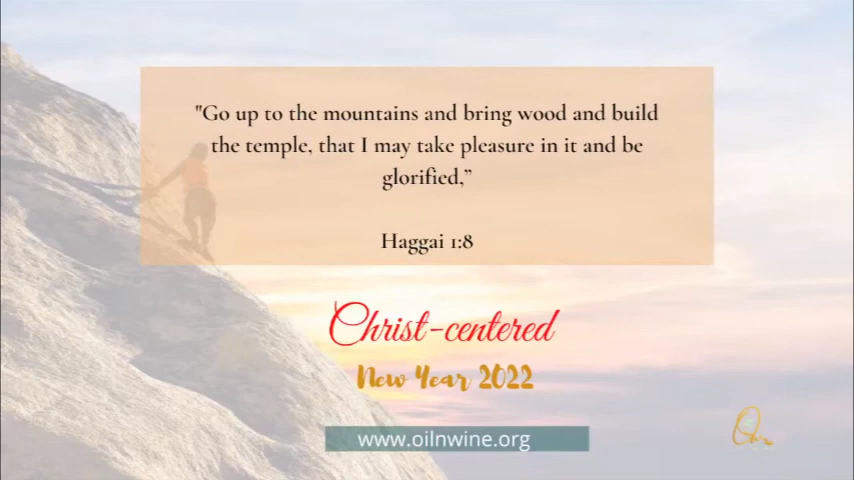 "Go up to the mountains and bring wood and build
the temple, that I may take pleasure in it and be
glorified,”
Haggai 1:8
Christ-centered
New Year 2022
www.oilnwine.org